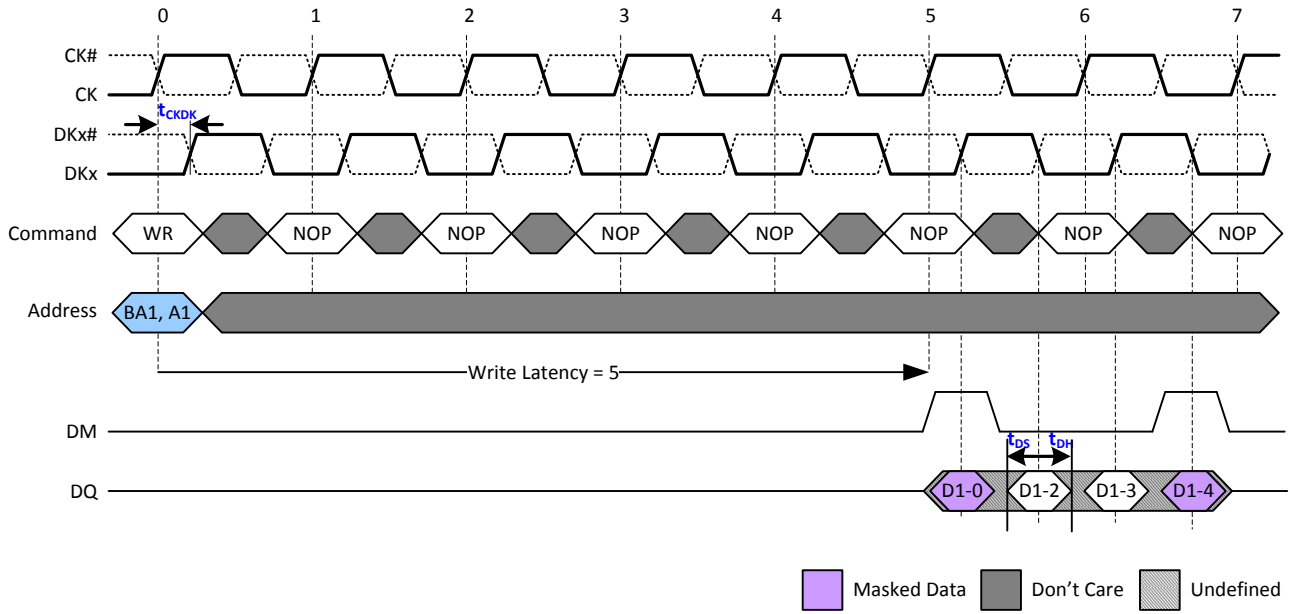 0 1 2 3 4 5 6 7
CK#
CK
tCKDK
DKx#
DKx
Command WR NOP NOP NOP NOP NOP NOP NOP
Address BA1, A1
Write Latency = 5
DM
tDS tDH
DQ D1-0 D1-2 D1-3 D1-4
Masked Data Don't Care Undefined